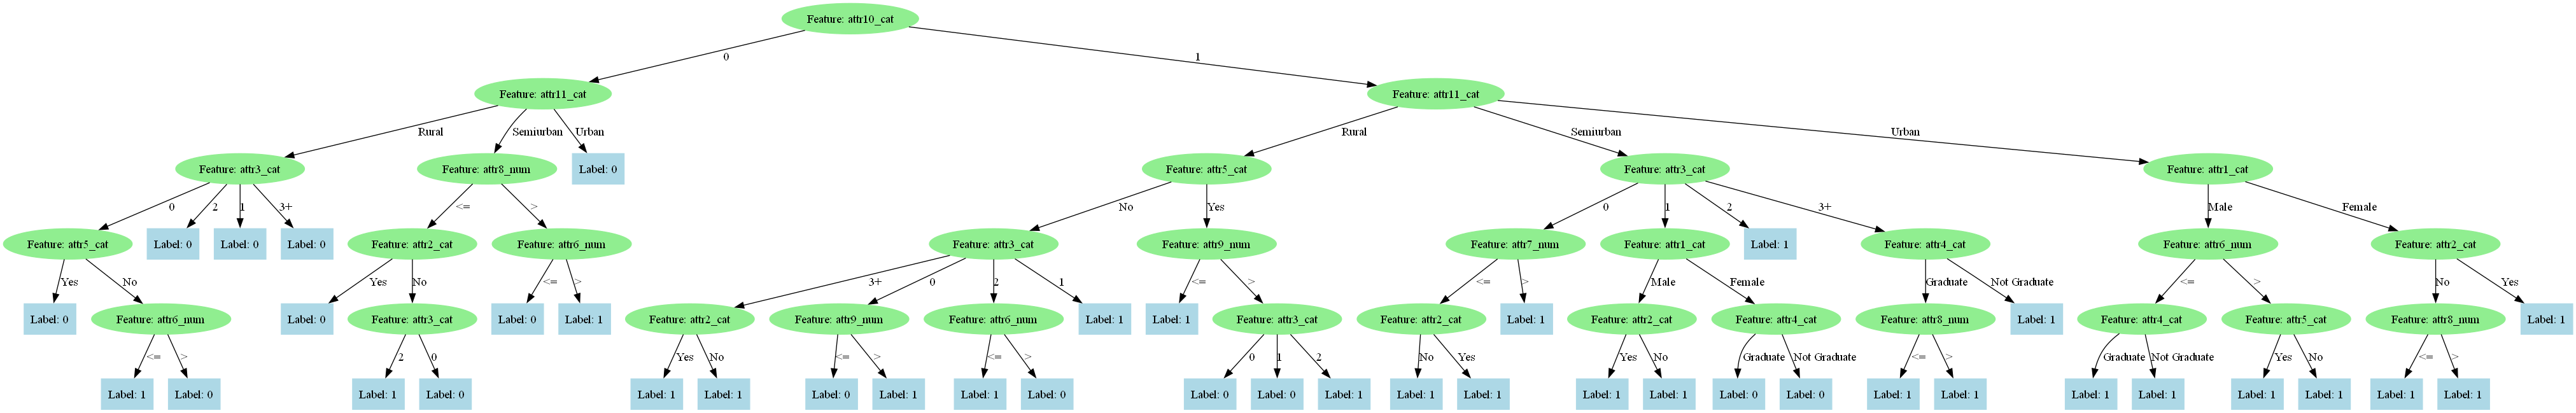 Feature: attr10_cat
0
1
Feature: attr11_cat
Feature: attr11_cat
Rural
Semiurban
Urban
Rural
Semiurban
Urban
Feature: attr3_cat
Feature: attr8_num
Label: 0
Feature: attr5_cat
Feature: attr3_cat
Feature: attr1_cat
0
2
1
3+
<=
>
No
Yes
0
1
2
3+
Male
Female
Feature: attr5_cat
Label: 0
Label: 0
Label: 0
Feature: attr2_cat
Feature: attr6_num
Feature: attr3_cat
Feature: attr9_num
Feature: attr7_num
Feature: attr1_cat
Label: 1
Feature: attr4_cat
Feature: attr6_num
Feature: attr2_cat
Yes
No
Yes
No
<=
>
3+
0
2
1
<=
>
<=
>
Male
Female
Graduate
Not Graduate
<=
>
No
Yes
Label: 0
Feature: attr6_num
Label: 0
Feature: attr3_cat
Label: 0
Label: 1
Feature: attr2_cat
Feature: attr9_num
Feature: attr6_num
Label: 1
Label: 1
Feature: attr3_cat
Feature: attr2_cat
Label: 1
Feature: attr2_cat
Feature: attr4_cat
Feature: attr8_num
Label: 1
Feature: attr4_cat
Feature: attr5_cat
Feature: attr8_num
Label: 1
<=
>
2
0
Yes
No
<=
>
<=
>
0
1
2
No
Yes
Yes
No
Graduate
Not Graduate
<=
>
Graduate
Not Graduate
Yes
No
<=
>
Label: 1
Label: 0
Label: 1
Label: 0
Label: 1
Label: 1
Label: 0
Label: 1
Label: 1
Label: 0
Label: 0
Label: 0
Label: 1
Label: 1
Label: 1
Label: 1
Label: 1
Label: 0
Label: 0
Label: 1
Label: 1
Label: 1
Label: 1
Label: 1
Label: 1
Label: 1
Label: 1